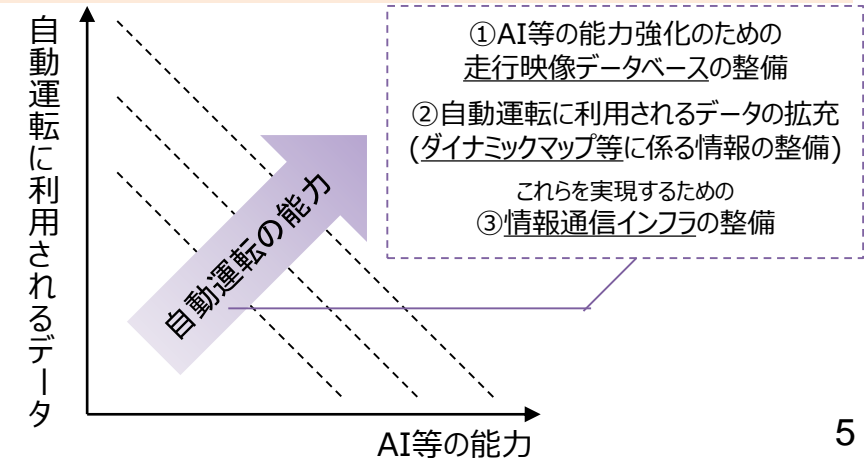 自動運転に利用されるデータ
①AI等の能力強化のための
走行映像データベースの整備
②自動運転に利用されるデータの拡充
(ダイナミックマップ等に係る情報の整備)
これらを実現するための
③情報通信インフラの整備
自動運転の能力
AI等の能力
5